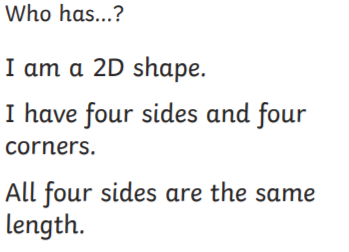 Who has...?
I am a 2D shape.
I have four sides and four
corners.
All four sides are the same
length.